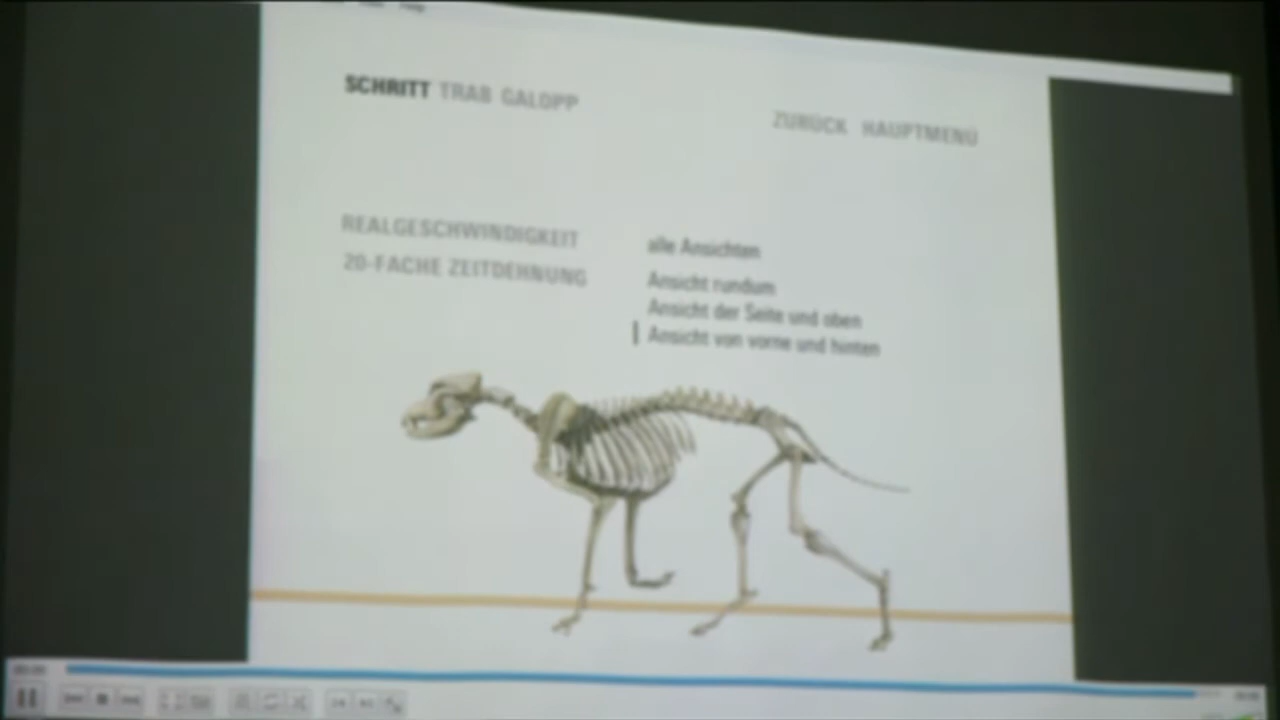 SCHRITT TRAB GALOPP
ZURÜCK HAUPTMENÜ
REALGESCHWINDIGKEIT
20-FACHE ZEITDEHNUNG
alle Ansichten
Ansicht rundum
Ansicht der Seite und oben
Ansicht von vorne und hinten